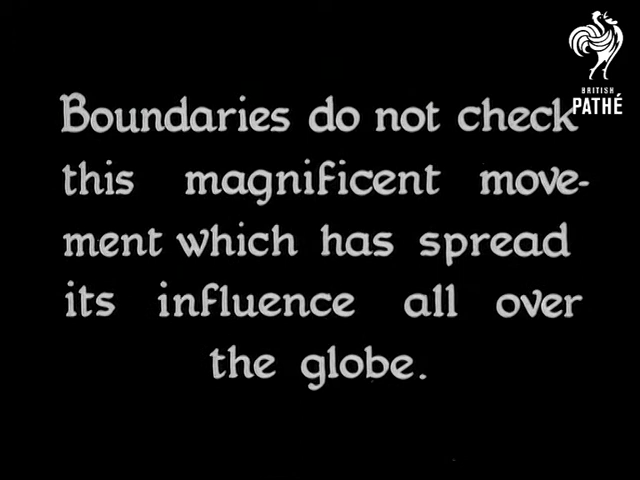 BRITISH
PATHÉ
Boundaries do not check
this magnificent move-
ment which has spread
its influence all over
the globe.